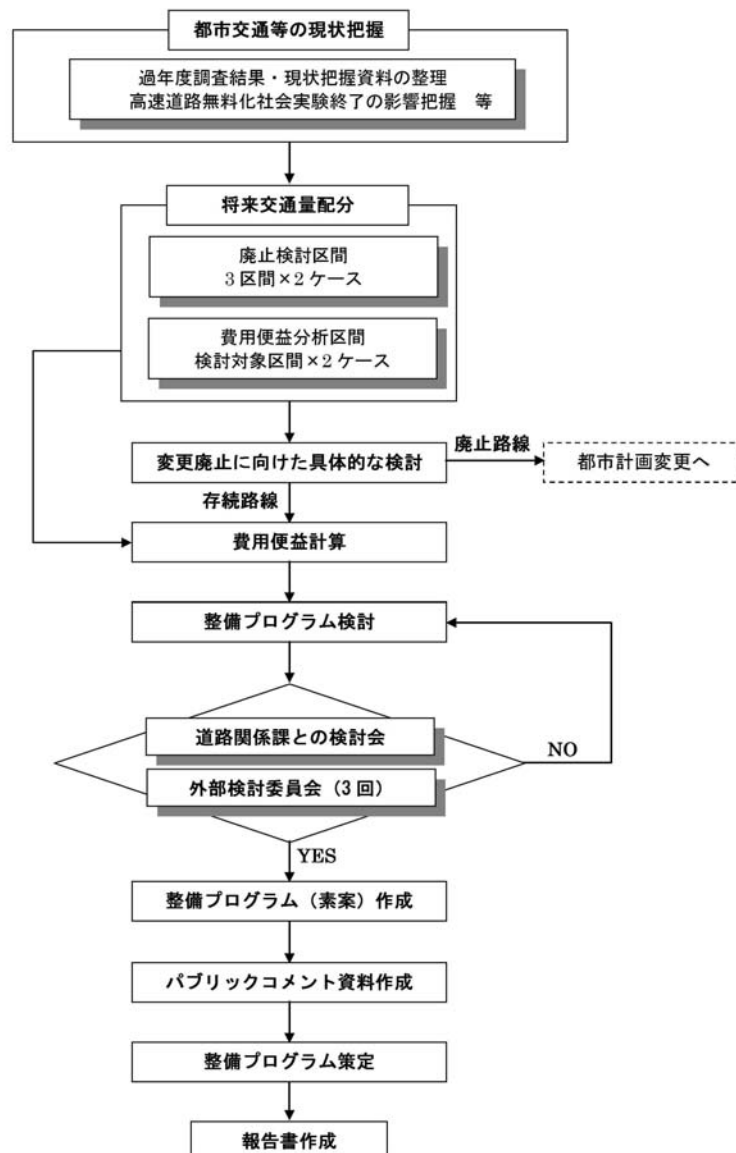 都市交通等の現状把握
過年度調査結果・現状把握資料の整理
高速道路無料化社会実験終了の影響把握　等
将来交通量配分
廃止検討区間
3区間×2ケース
費用便益分析区間
検討対象区間×2ケース
変更廃止に向けた具体的な検討
廃止路線
都市計画変更へ
存続路線
費用便益計算
整備プログラム検討
道路関係課との検討会
外部検討委員会（3回）
NO
YES
整備プログラム（素案）作成
パブリックコメント資料作成
整備プログラム策定
報告書作成